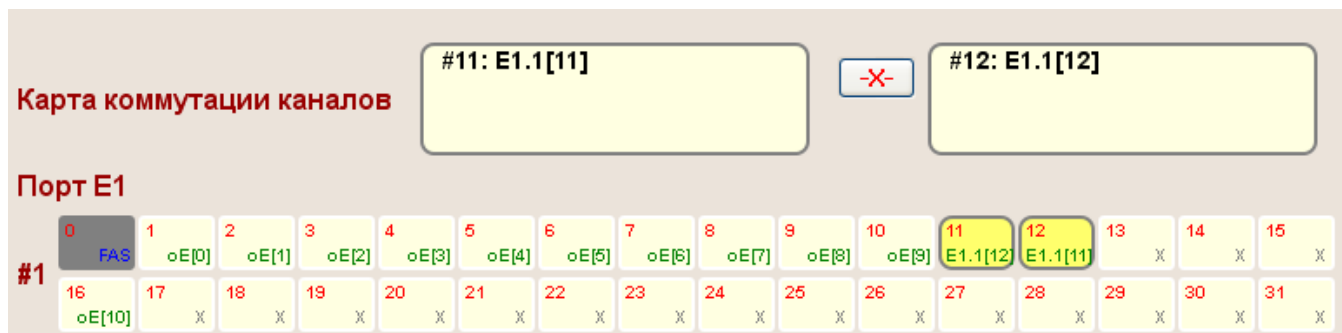 #11: E1.1[11]
-X-
#12: E1.1[12]
Карта коммутации каналов
Порт E1
#1
0 1 2 3 4 5 6 7 8 9 10 11 12 13 14 15
FAS oE[0] oE[1] oE[2] oE[3] oE[4] oE[5] oE[6] oE[7] oE[8] oE[9] E1.1[12] E1.1[11] X X X
16 17 18 19 20 21 22 23 24 25 26 27 28 29 30 31
oE[10] X X X X X X X X X X X X X X X